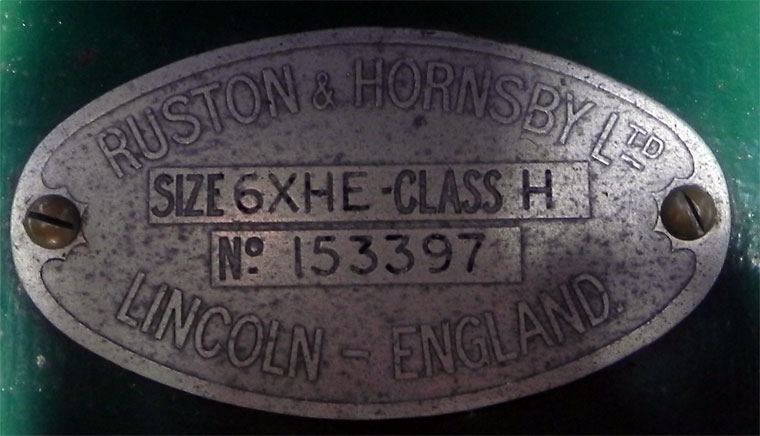 RUSTON & HORNSBY LTD
SIZE 6XHE - CLASS H
No. 153397
LINCOLN - ENGLAND.